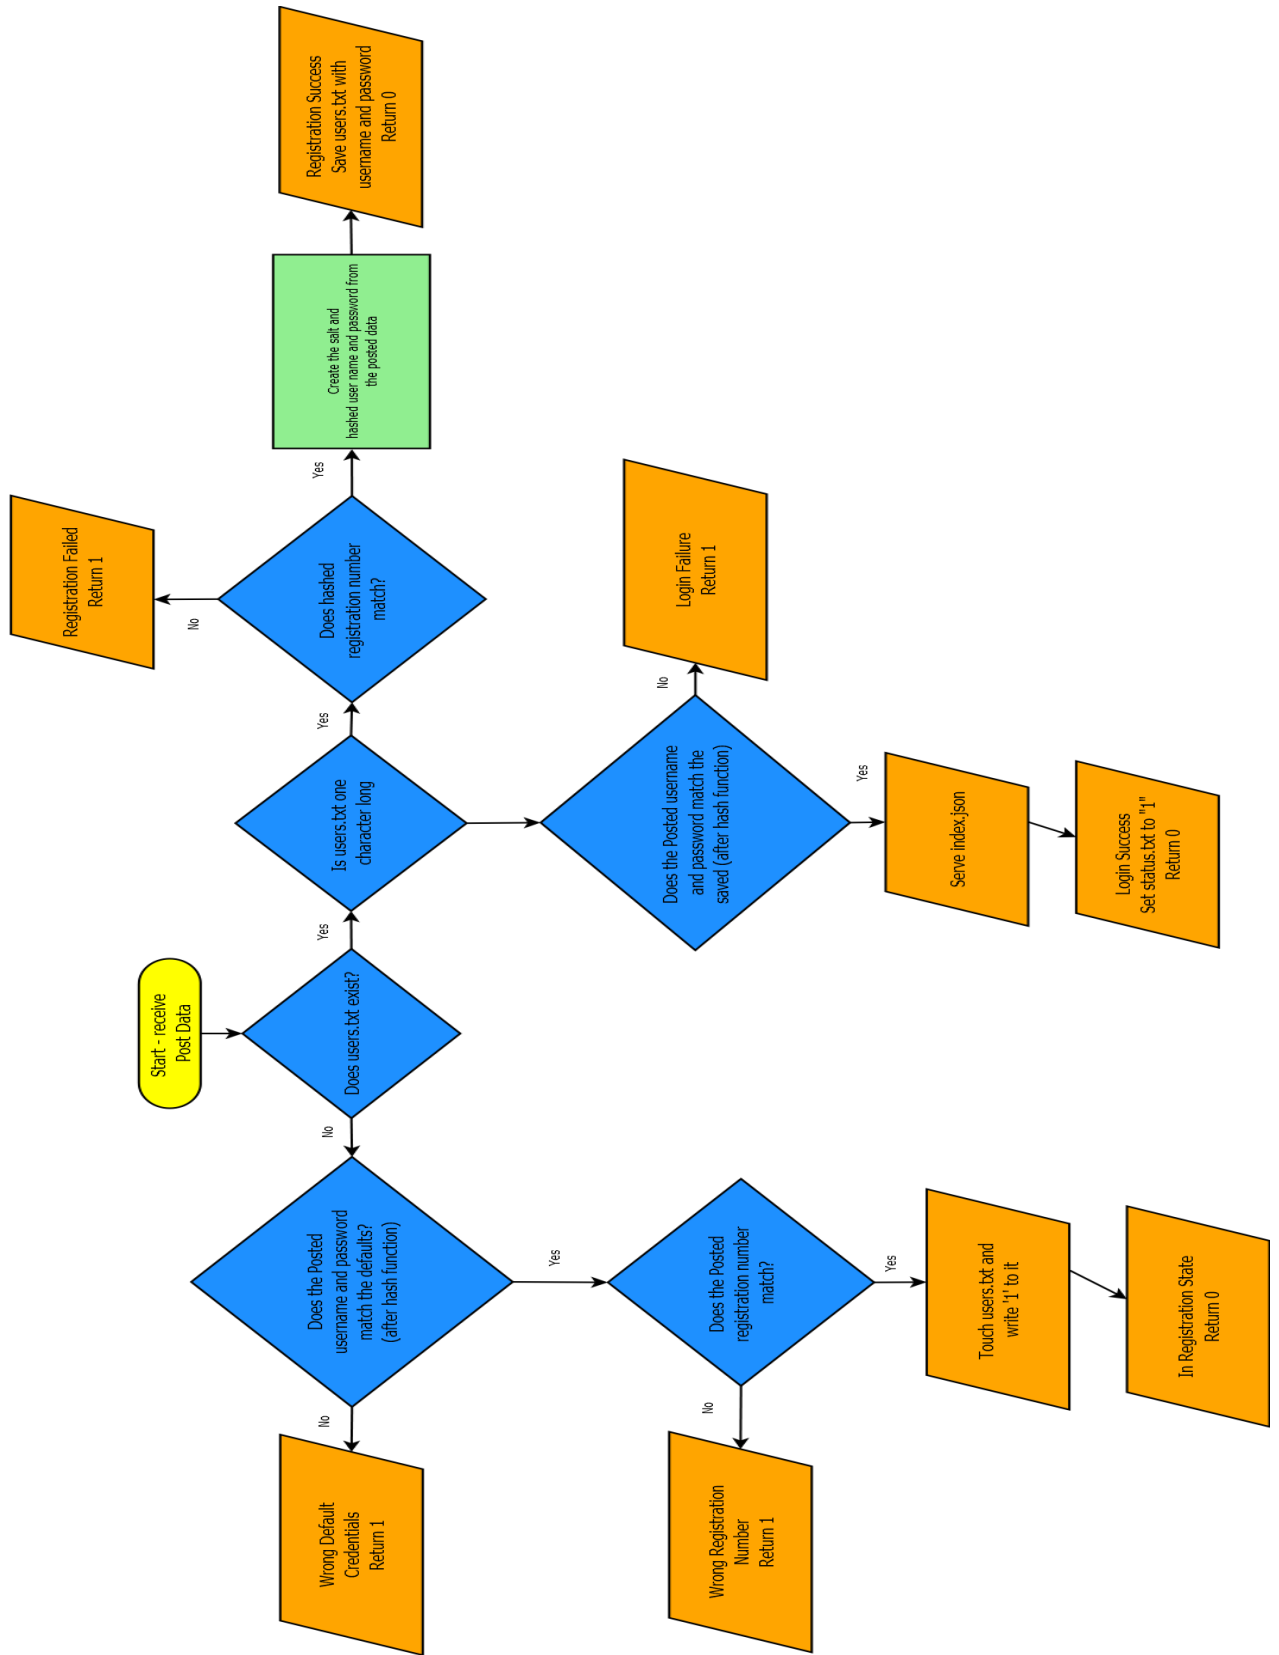 Start - receive
Post Data
Does users.txt exist?
No
Yes
Does the Posted
username and password
match the defaults?
(after hash function)
No
Wrong Default
Credentials
Return 1
Yes
Does the Posted
registration number
match?
No
Wrong Registration
Number
Return 1
Yes
Touch users.txt and
write '1' to it
In Registration State
Return 0
Is users.txt one
character long
Yes
Does the Posted username
and password match the
saved (after hash function)
No
Login Failure
Return 1
Yes
Serve index.json
Login Success
Set status.txt to "1"
Return 0
Does hashed
registration number
match?
No
Registration Failed
Return 1
Yes
Create the salt and
hashed user name and password from
the posted data
Registration Success
Save users.txt with
username and password
Return 0